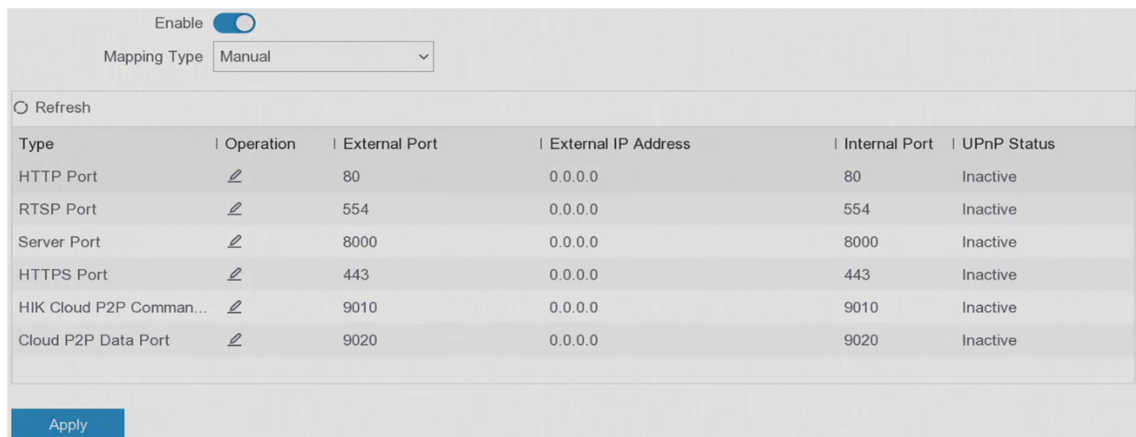 Enable
Mapping Type Manual
Refresh
Type Operation External Port External IP Address Internal Port UPnP Status
HTTP Port 80 0.0.0.0 80 Inactive
RTSP Port 554 0.0.0.0 554 Inactive
Server Port 8000 0.0.0.0 8000 Inactive
HTTPS Port 443 0.0.0.0 443 Inactive
HIK Cloud P2P Comman... 9010 0.0.0.0 9010 Inactive
Cloud P2P Data Port 9020 0.0.0.0 9020 Inactive
Apply